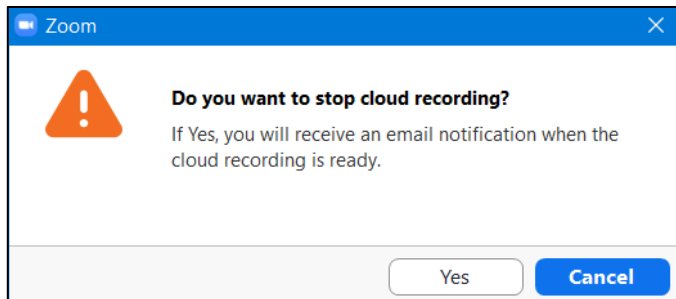 Zoom
Do you want to stop cloud recording?
If Yes, you will receive an email notification when the
cloud recording is ready.
Yes
Cancel